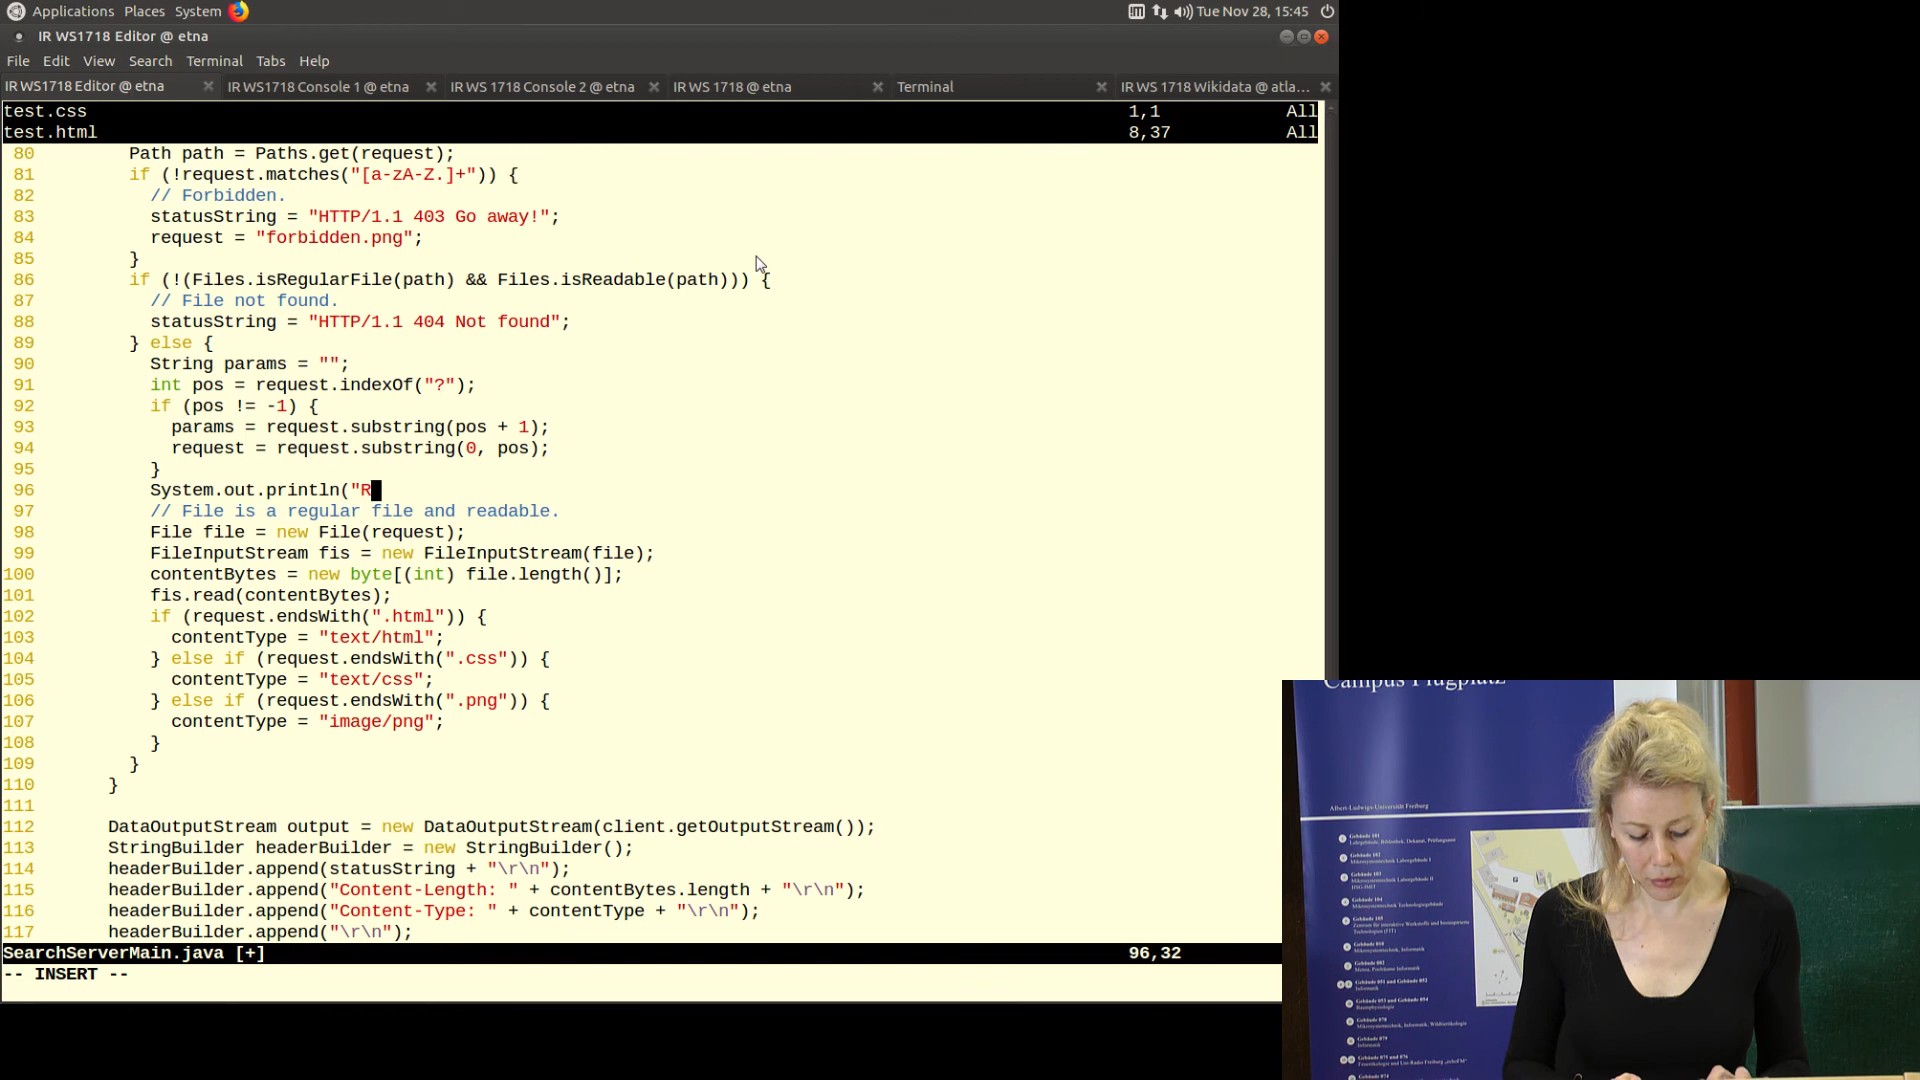 Applications Places System Tue Nov 28, 15:45
IR WS1718 Editor @ etna
File Edit View Search Terminal Tabs Help
IR WS1718 Editor @ etna IR WS1718 Console 1 @ etna IR WS 1718 Console 2 @ etna IR WS 1718 @ etna Terminal IR WS 1718 Wikidata @ atla...
test.css 1,1 All
test.html 8,37 All
80 Path path = Paths.get(request);
81 if (!request.matches("[a-zA-Z.]+")) {
82 // Forbidden.
83 statusString = "HTTP/1.1 403 Go away!";
84 request = "forbidden.png";
85 }
86 if (!(Files.isRegularFile(path) && Files.isReadable(path))) {
87 // File not found.
88 statusString = "HTTP/1.1 404 Not found";
89 } else {
90 String params = "";
91 int pos = request.indexOf("?");
92 if (pos != -1) {
93 params = request.substring(pos + 1);
94 request = request.substring(0, pos);
95 }
96 System.out.println("R
97 // File is a regular file and readable.
98 File file = new File(request);
99 FileInputStream fis = new FileInputStream(file);
100 contentBytes = new byte[(int) file.length()];
101 fis.read(contentBytes);
102 if (request.endsWith(".html")) {
103 contentType = "text/html";
104 } else if (request.endsWith(".css")) {
105 contentType = "text/css";
106 } else if (request.endsWith(".png")) {
107 contentType = "image/png";
108 }
109 }
110 }
111
112 DataOutputStream output = new DataOutputStream(client.getOutputStream());
113 StringBuilder headerBuilder = new StringBuilder();
114 headerBuilder.append(statusString + "\r\n");
115 headerBuilder.append("Content-Length: " + contentBytes.length + "\r\n");
116 headerBuilder.append("Content-Type: " + contentType + "\r\n");
117 headerBuilder.append("\r\n");
SearchServerMain.java [+] 96,32
-- INSERT --
Campus Flugplatz
Albert-Ludwigs-Universität Freiburg
Gebäude 101